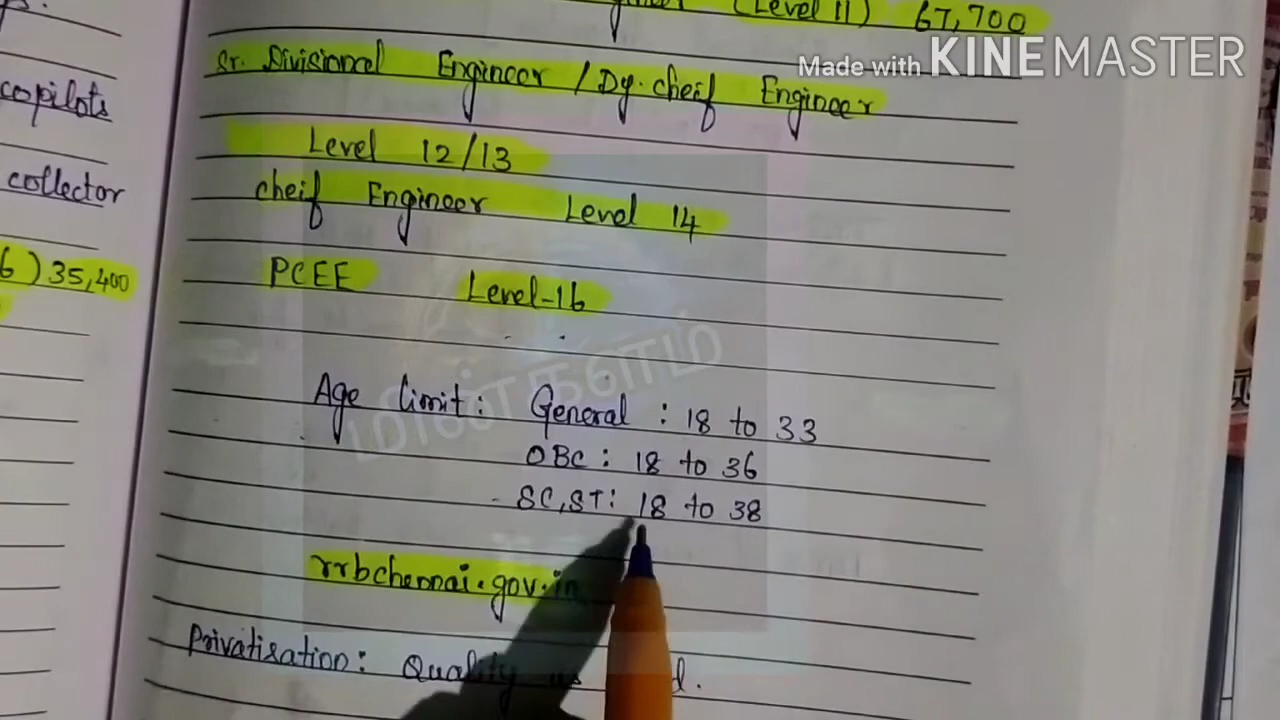 copilots
collector
6) 35,400
(Level 11) 67,700
Made with KINEMASTER
Sr. Divisional Engineer / Dy. cheif Engineer
Level 12/13
cheif Engineer Level 14
PCEE Level-16
Age limit: General : 18 to 33
OBC : 18 to 36
SC, ST: 18 to 38
rrbchennai.gov.in
Privatisation: Quality